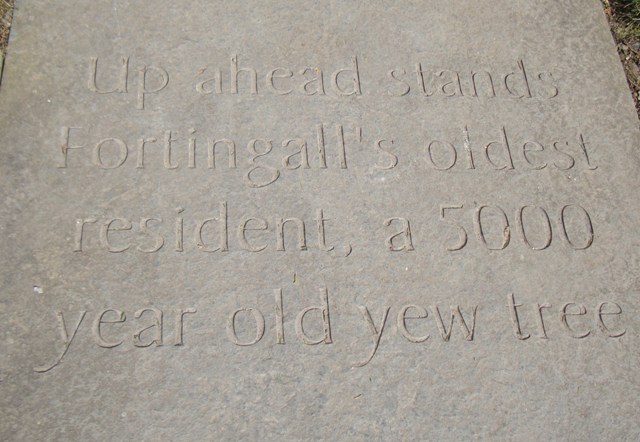 Up ahead stands
Fortingall's oldest
resident, a 5000
year old yew tree